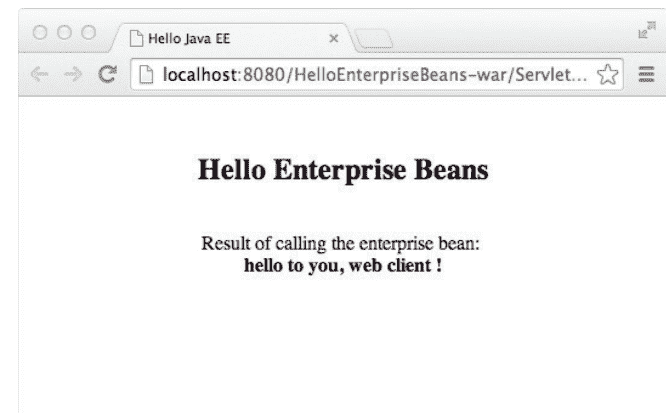 Hello Java EE
localhost:8080/HelloEnterpriseBeans-war/Servlet...
Hello Enterprise Beans
Result of calling the enterprise bean:
hello to you, web client !